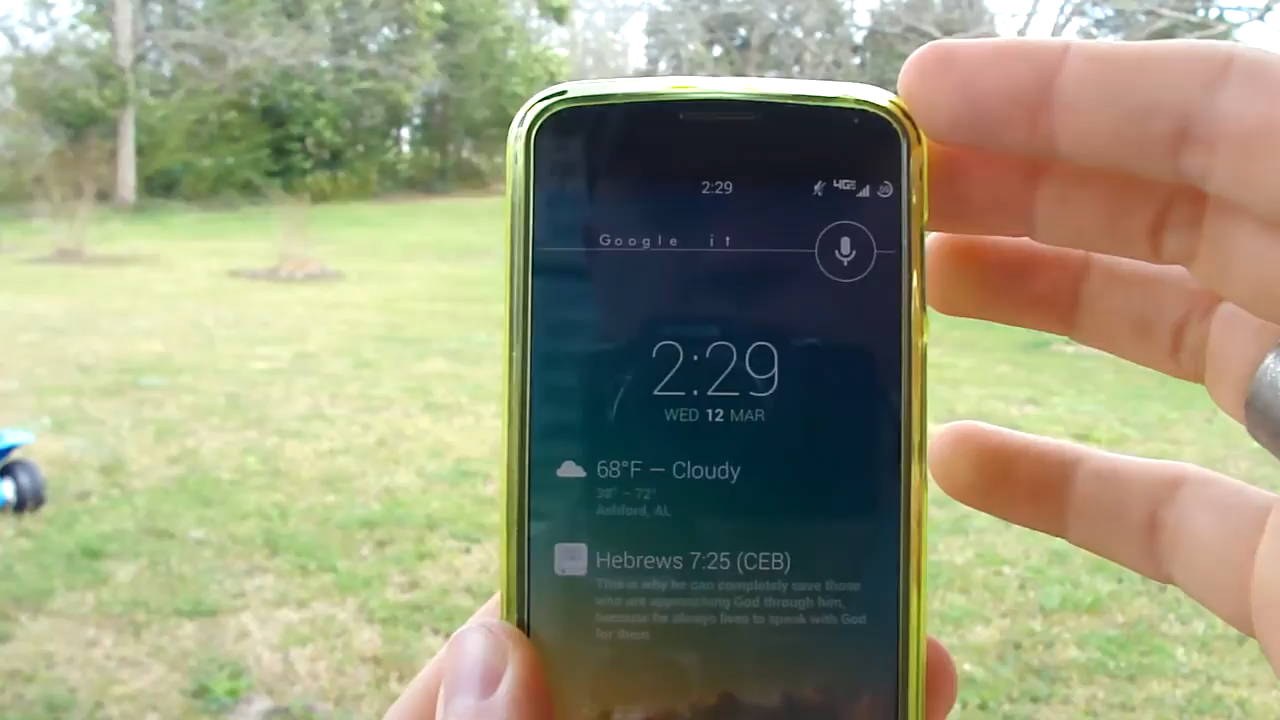 2:29 4G
Google it
2:29
WED 12 MAR
68°F — Cloudy
38° – 72°
Ashford, AL
Hebrews 7:25 (CEB)
This is why he can completely save those
who are approaching God through him,
because he always lives to speak with God
for them